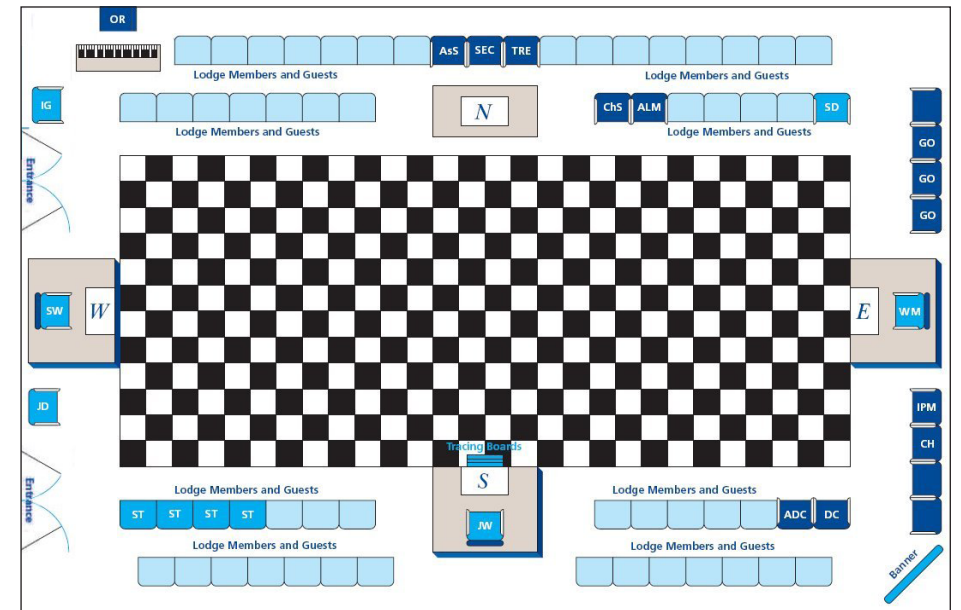 OR
AsS SEC TRE
Lodge Members and Guests
Lodge Members and Guests
IG
N
ChS ALM
SD
Lodge Members and Guests
Lodge Members and Guests
GO
GO
GO
Entrance
SW
W
E
WM
JD
IPM
CH
Tracing Boards
S
Lodge Members and Guests
Lodge Members and Guests
Entrance
ST ST ST ST
JW
ADC DC
Lodge Members and Guests
Lodge Members and Guests
Banner